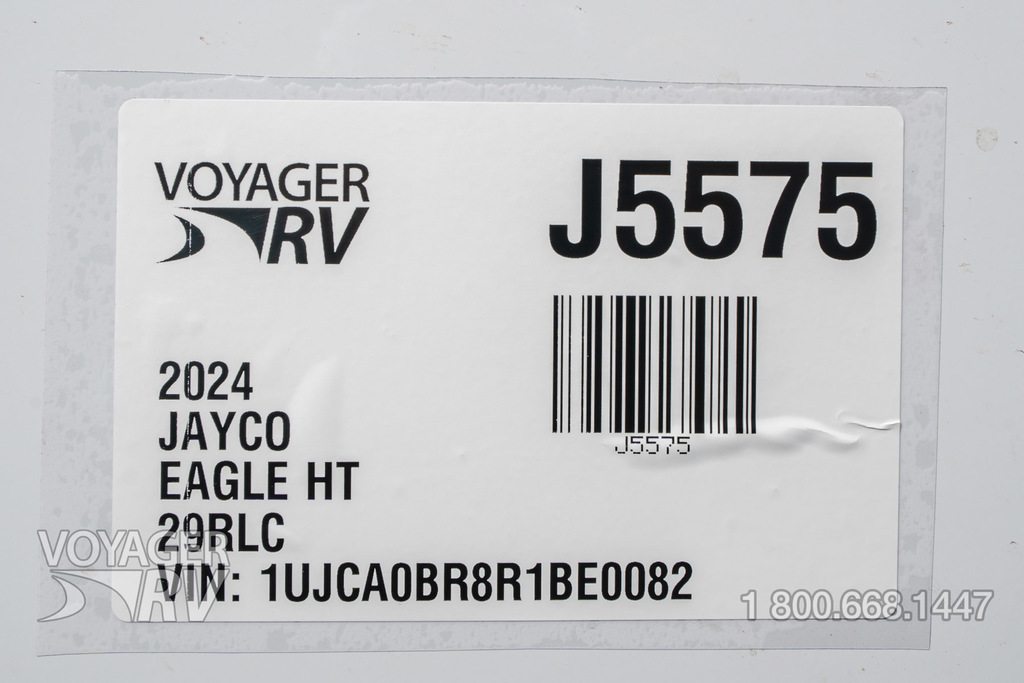 VOYAGER
RV
J5575
J5575
2024
JAYCO
EAGLE HT
29RLC
VIN: 1UJCA0BR8R1BE0082
VOYAGER
RV
1 800.668.1447